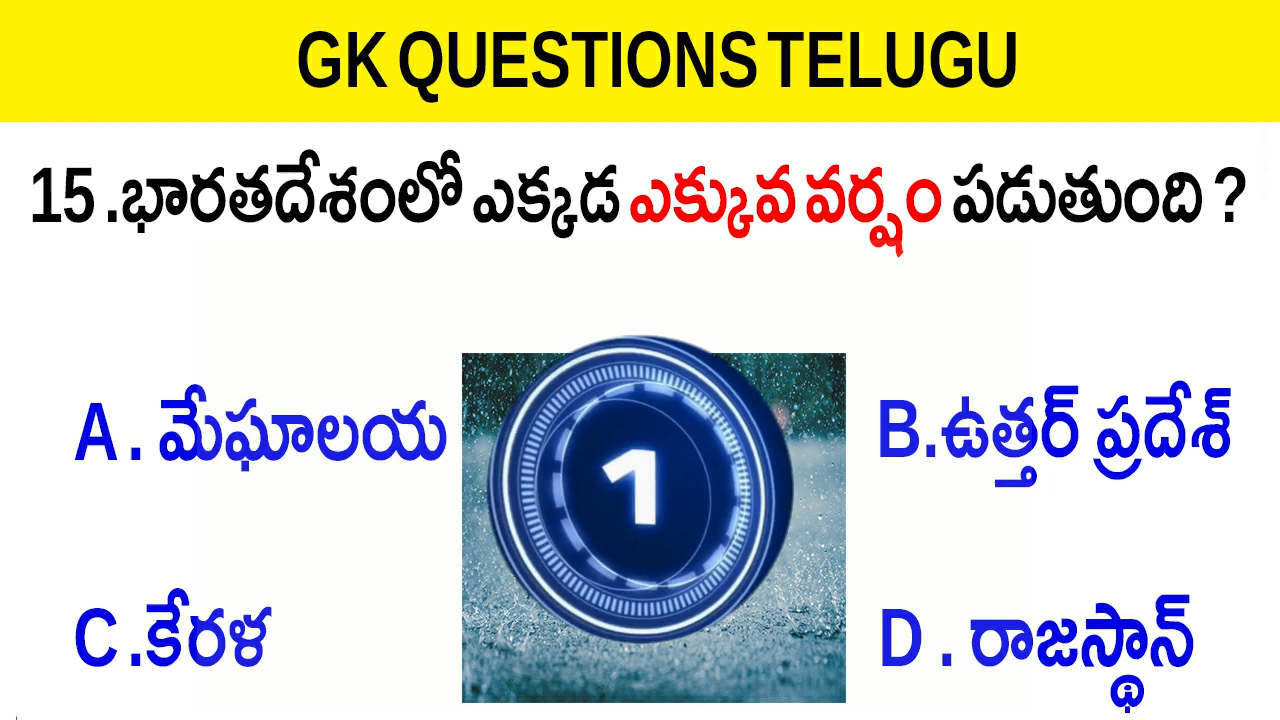 GK QUESTIONS TELUGU
15 .భారతదేశంలో ఎక్కడ ఎక్కువ వర్షం పడుతుంది ?
A . మేఘాలయ
B.ఉత్తర్ ప్రదేశ్
1
C .కేరళ
D . రాజస్థాన్